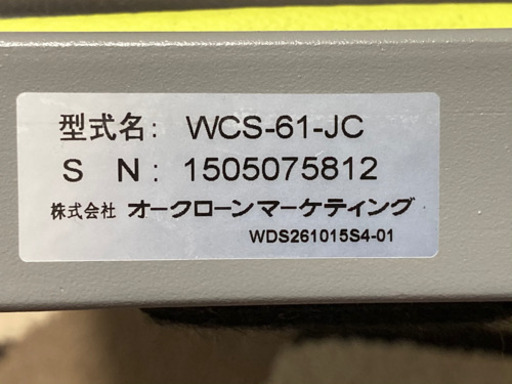 型式名: WCS-61-JC
S N: 1505075812
株式会社 オークローンマーケティング
WDS261015S4-01